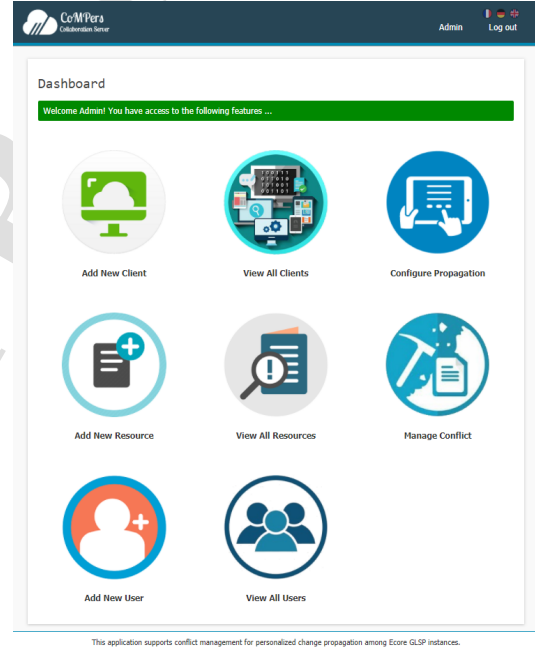 CoMPers
Collaboration Server
Admin
Log out
Dashboard
Welcome Admin! You have access to the following features ...
Add New Client
View All Clients
Configure Propagation
Add New Resource
View All Resources
Manage Conflict
Add New User
View All Users
This application supports conflict management for personalized change propagation among Ecore GLSP instances.